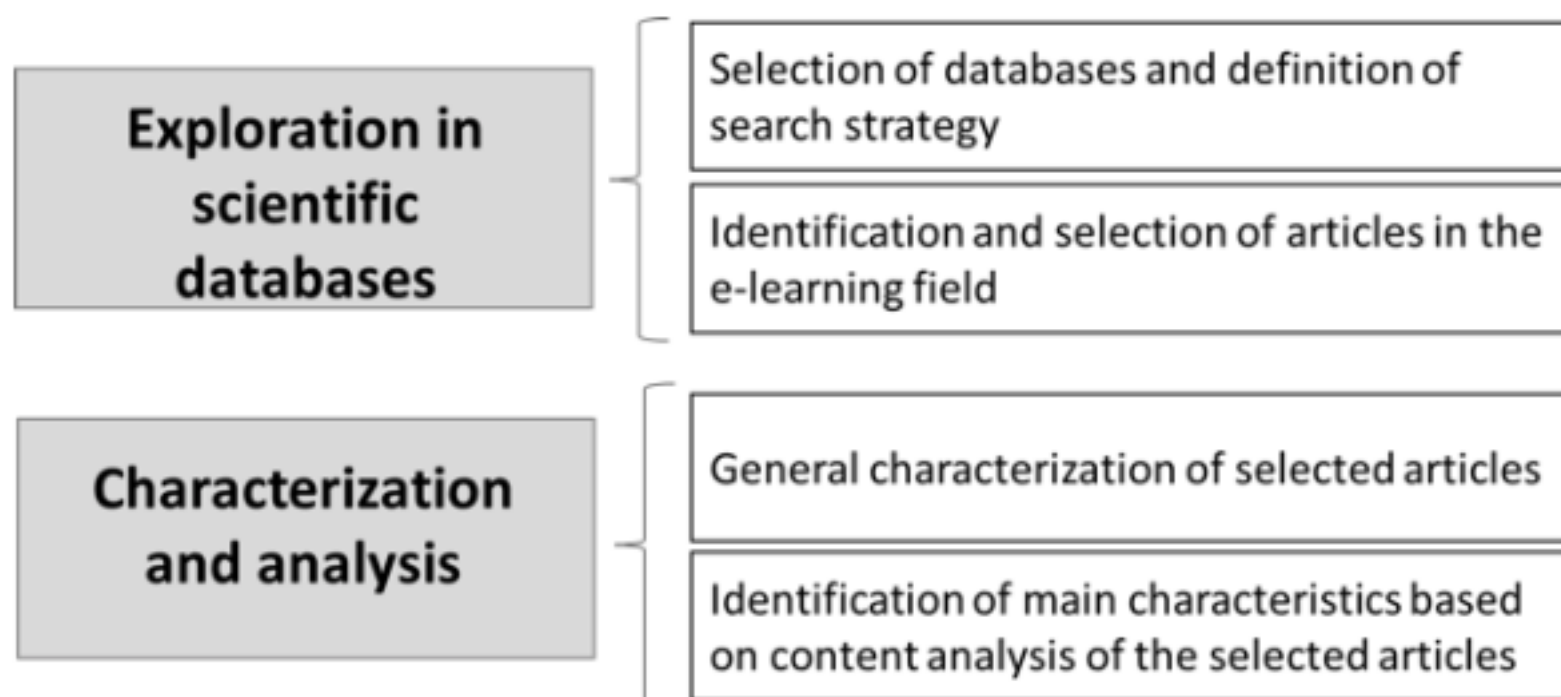 Exploration in
scientific
databases
Selection of databases and definition of
search strategy
Identification and selection of articles in the
e-learning field
Characterization
and analysis
General characterization of selected articles
Identification of main characteristics based
on content analysis of the selected articles